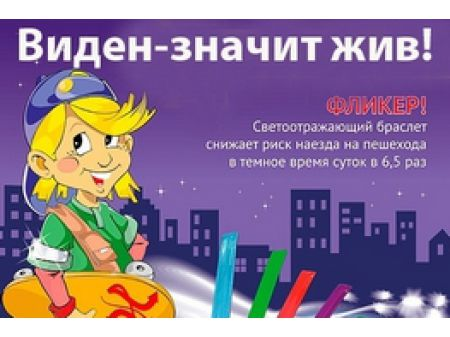 Виден-значит жив!
ФЛИКЕР!
Светоотражающий браслет
снижает риск наезда на пешехода
в темное время суток в 6,5 раз